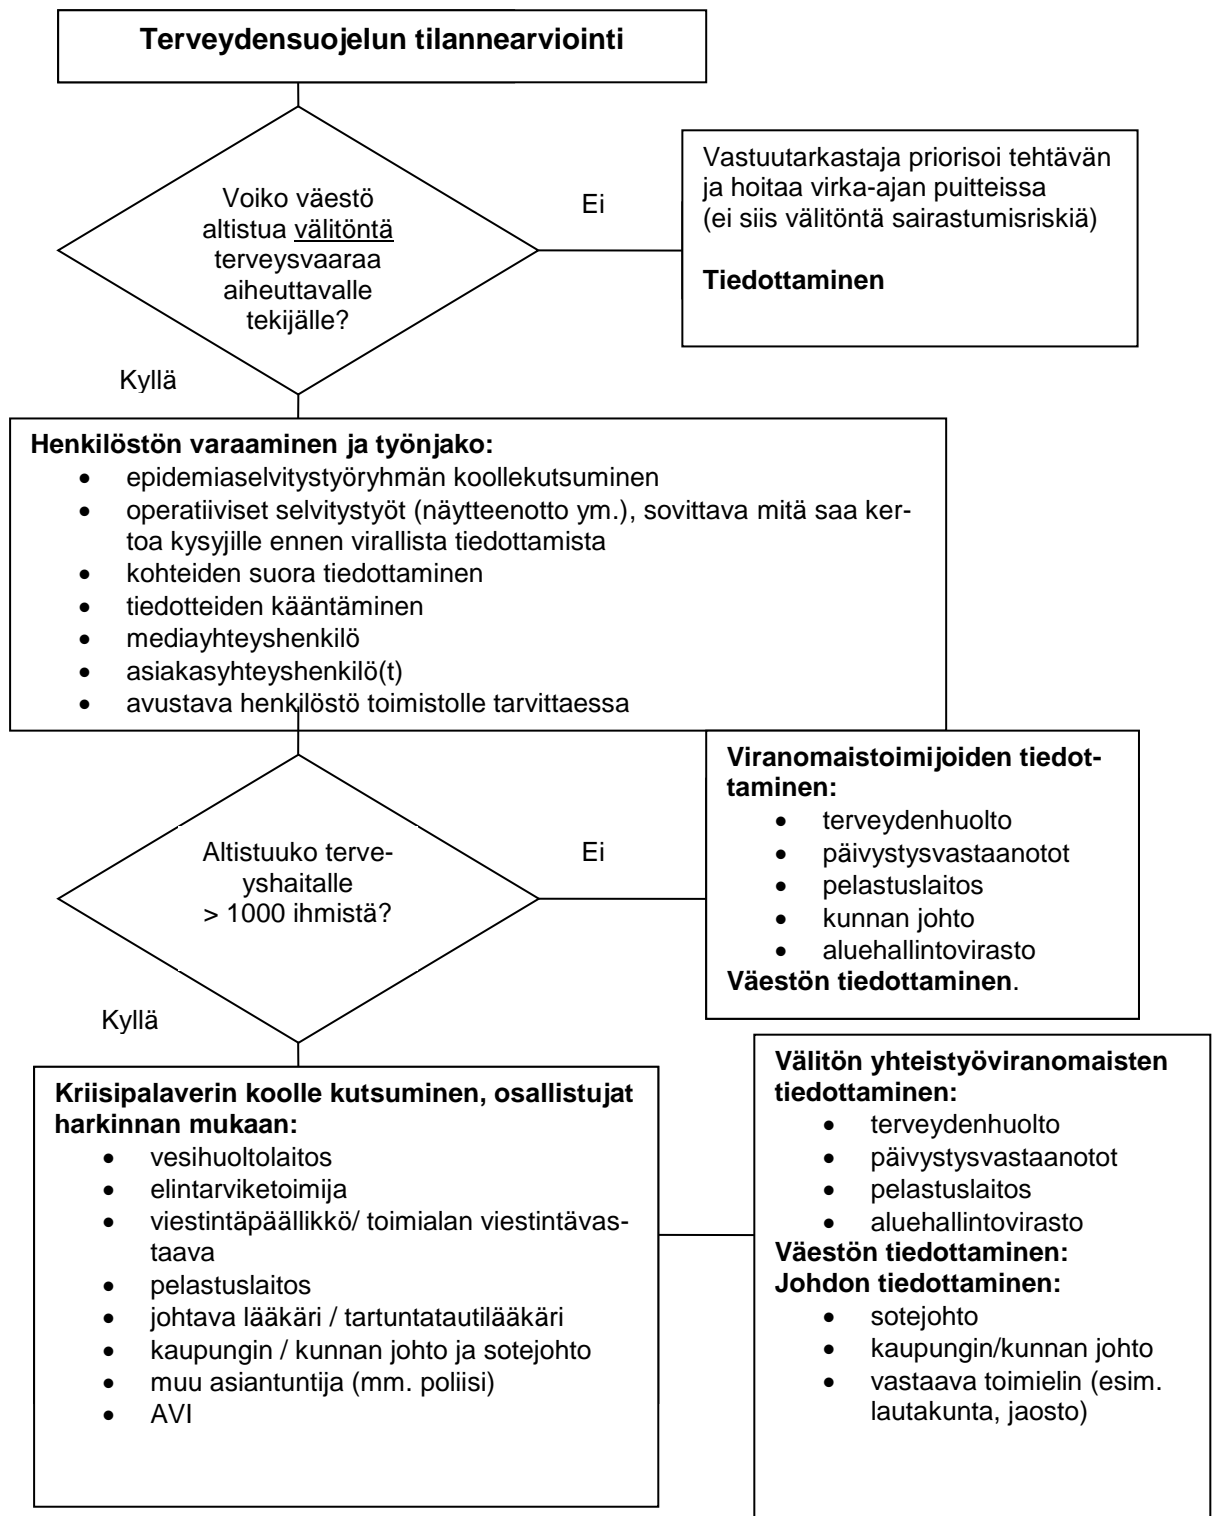 Terveydensuojelun tilannearviointi
Voiko väestö
altistua välitöntä
terveysvaaraa
aiheuttavalle
tekijälle?
Ei
Vastuutarkastaja priorisoi tehtävän
ja hoitaa virka-ajan puitteissa
(ei siis välitöntä sairastumisriskiä)
Tiedottaminen
Kyllä
Henkilöstön varaaminen ja työnjako:
• epidemiaselvitystyöryhmän koollekutsuminen
• operatiiviset selvitystyöt (näytteenotto ym.), sovittava mitä saa ker-
toa kysyjille ennen virallista tiedottamista
• kohteiden suora tiedottaminen
• tiedotteiden kääntäminen
• mediayhteyshenkilö
• asiakasyhteyshenkilö(t)
• avustava henkilöstö toimistolle tarvittaessa
Altistuuko terve-
yshaitalle
> 1000 ihmistä?
Ei
Viranomaistoimijoiden tiedot-
taminen:
• terveydenhuolto
• päivystysvastaanotot
• pelastuslaitos
• kunnan johto
• aluehallintovirasto
Väestön tiedottaminen.
Kyllä
Kriisipalaverin koolle kutsuminen, osallistujat
harkinnan mukaan:
• vesihuoltolaitos
• elintarviketoimija
• viestintäpäällikkö/ toimialan viestintävas-
taava
• pelastuslaitos
• johtava lääkäri / tartuntatautilääkäri
• kaupungin / kunnan johto ja sotejohto
• muu asiantuntija (mm. poliisi)
• AVI
Välitön yhteistyöviranomaisten
tiedottaminen:
• terveydenhuolto
• päivystysvastaanotot
• pelastuslaitos
• aluehallintovirasto
Väestön tiedottaminen:
Johdon tiedottaminen:
• sotejohto
• kaupungin/kunnan johto
• vastaava toimielin (esim.
lautakunta, jaosto)